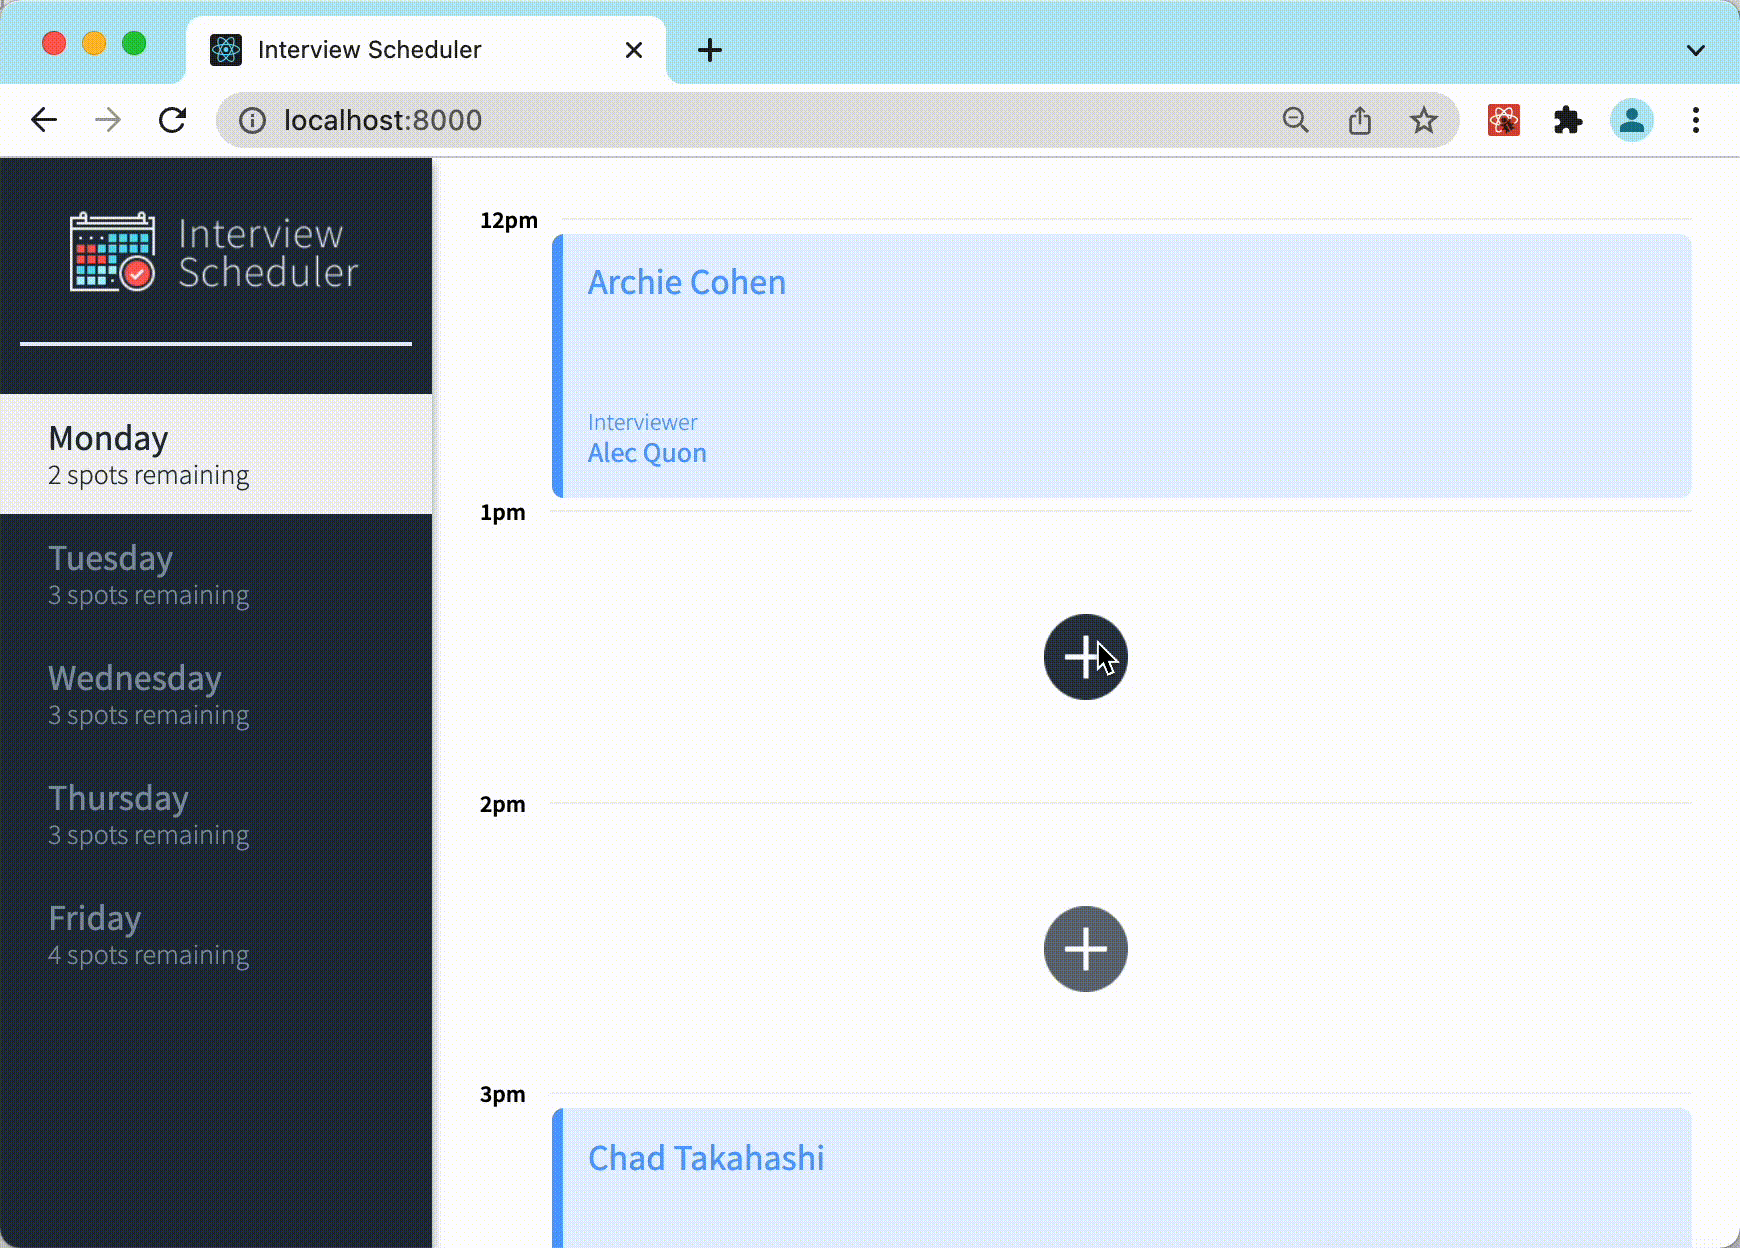 Interview Scheduler
localhost:8000
Interview
Scheduler
Monday
2 spots remaining
Tuesday
3 spots remaining
Wednesday
3 spots remaining
Thursday
3 spots remaining
Friday
4 spots remaining
12pm
Archie Cohen
Interviewer
Alec Quon
1pm
2pm
3pm
Chad Takahashi